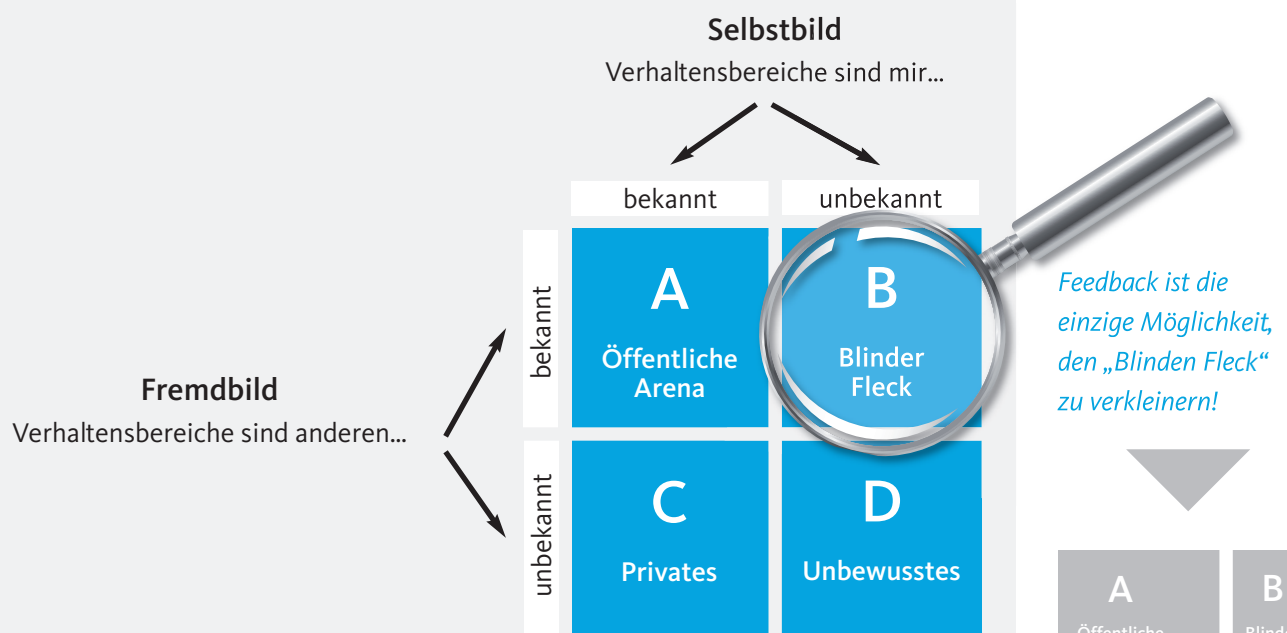 Selbstbild
Verhaltensbereiche sind mir...
bekannt
unbekannt
Fremdbild
Verhaltensbereiche sind anderen...
bekannt
unbekannt
A
Öffentliche
Arena
B
Blinder
Fleck
C
Privates
D
Unbewusstes
Feedback ist die
einzige Möglichkeit,
den „Blinden Fleck“
zu verkleinern!
A
Öffentliche
B